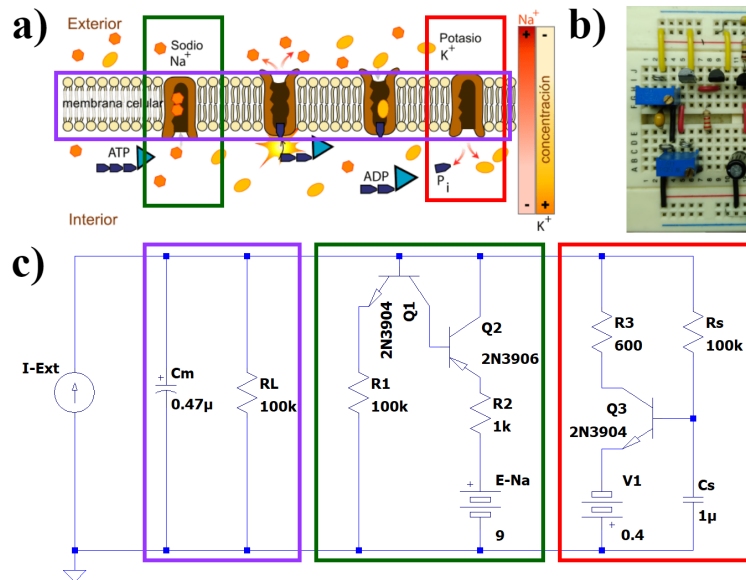 a)
Exterior
Sodio
Na+
Potasio
K+
Na+
+ -
membrana celular
concentración
ATP
ADP
P i
Interior
- +
K+
b)
c)
I-Ext
Cm
0.47µ
RL
100k
2N3904
Q1
R1
100k
Q2
2N3906
R2
1k
E-Na
9
R3
600
Rs
100k
Q3
2N3904
V1
0.4
Cs
1µ